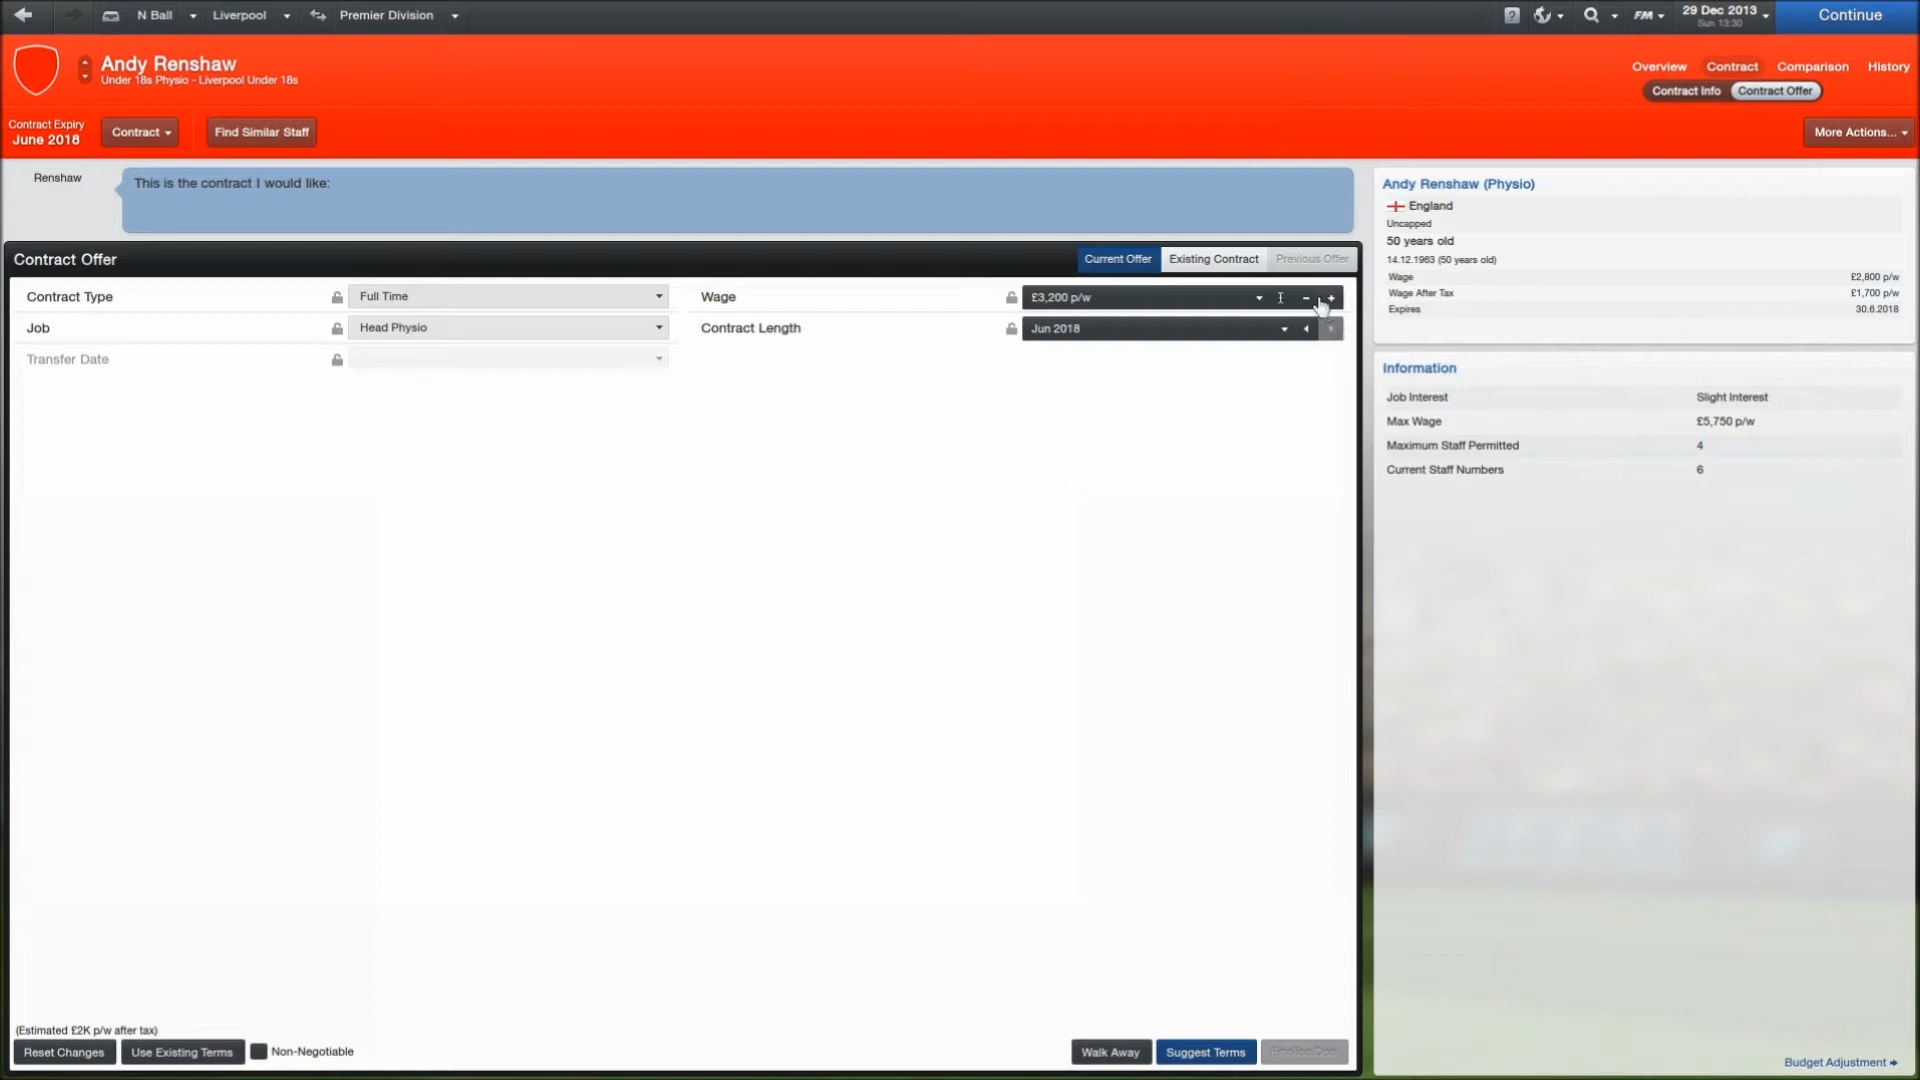 N Ball
Liverpool
Premier Division
FM
29 Dec 2013
Sun 13:30
Continue
Andy Renshaw
Under 18s Physio - Liverpool Under 18s
Overview
Contract
Comparison
History
Contract Info
Contract Offer
Contract Expiry
June 2018
Contract
Find Similar Staff
More Actions...
Renshaw
This is the contract I would like:
Contract Offer
Current Offer
Existing Contract
Previous Offer
Contract Type
Full Time
Wage
£3,200 p/w
Job
Head Physio
Contract Length
Jun 2018
Transfer Date
Andy Renshaw (Physio)
England
Uncapped
50 years old
14.12.1963 (50 years old)
Wage
£2,800 p/w
Wage After Tax
£1,700 p/w
Expires
30.6.2018
Information
Job Interest
Slight Interest
Max Wage
£5,750 p/w
Maximum Staff Permitted
4
Current Staff Numbers
6
(Estimated £2K p/w after tax)
Reset Changes
Use Existing Terms
Non-Negotiable
Walk Away
Suggest Terms
Budget Adjustment